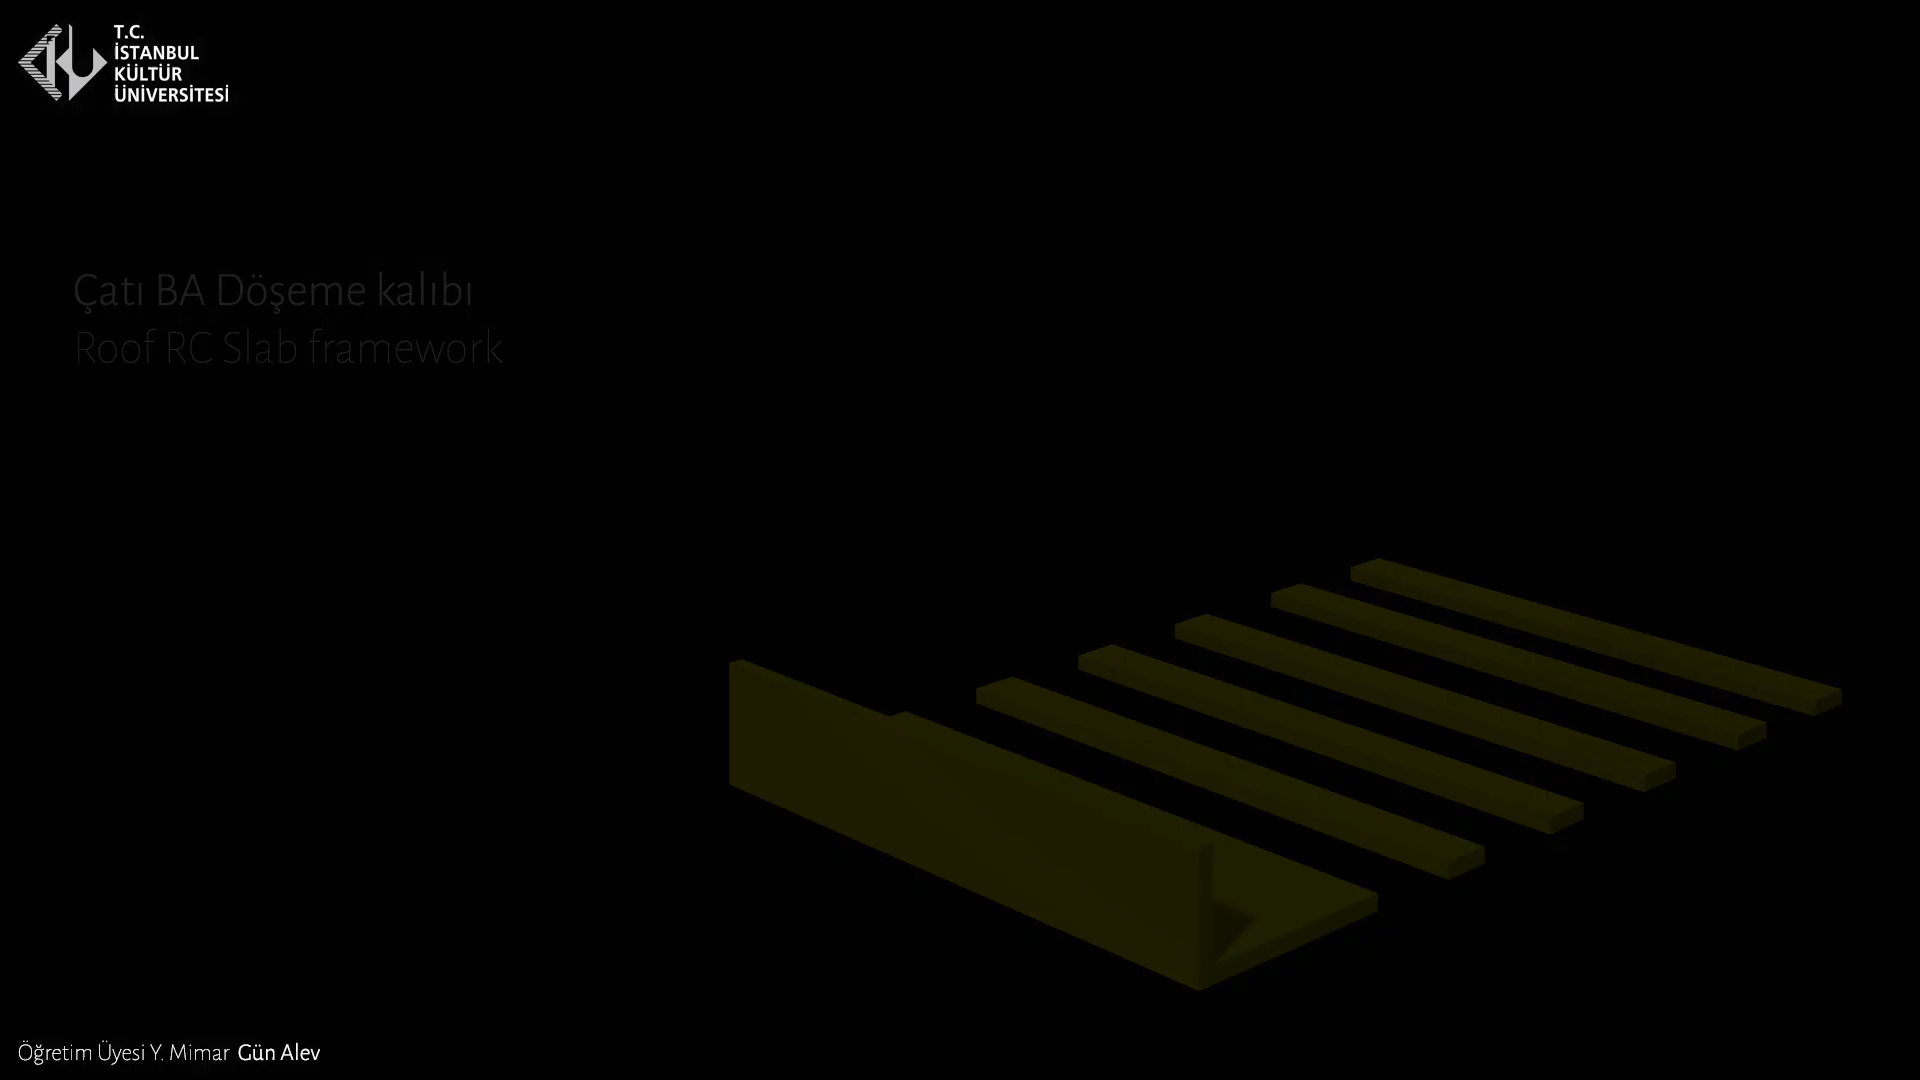 T.C.
İSTANBUL
KÜLTÜR
ÜNİVERSİTESİ
Çatı BA Döşeme kalıbı
Roof RC Slab framework
Öğretim Üyesi Y. Mimar Gün Alev